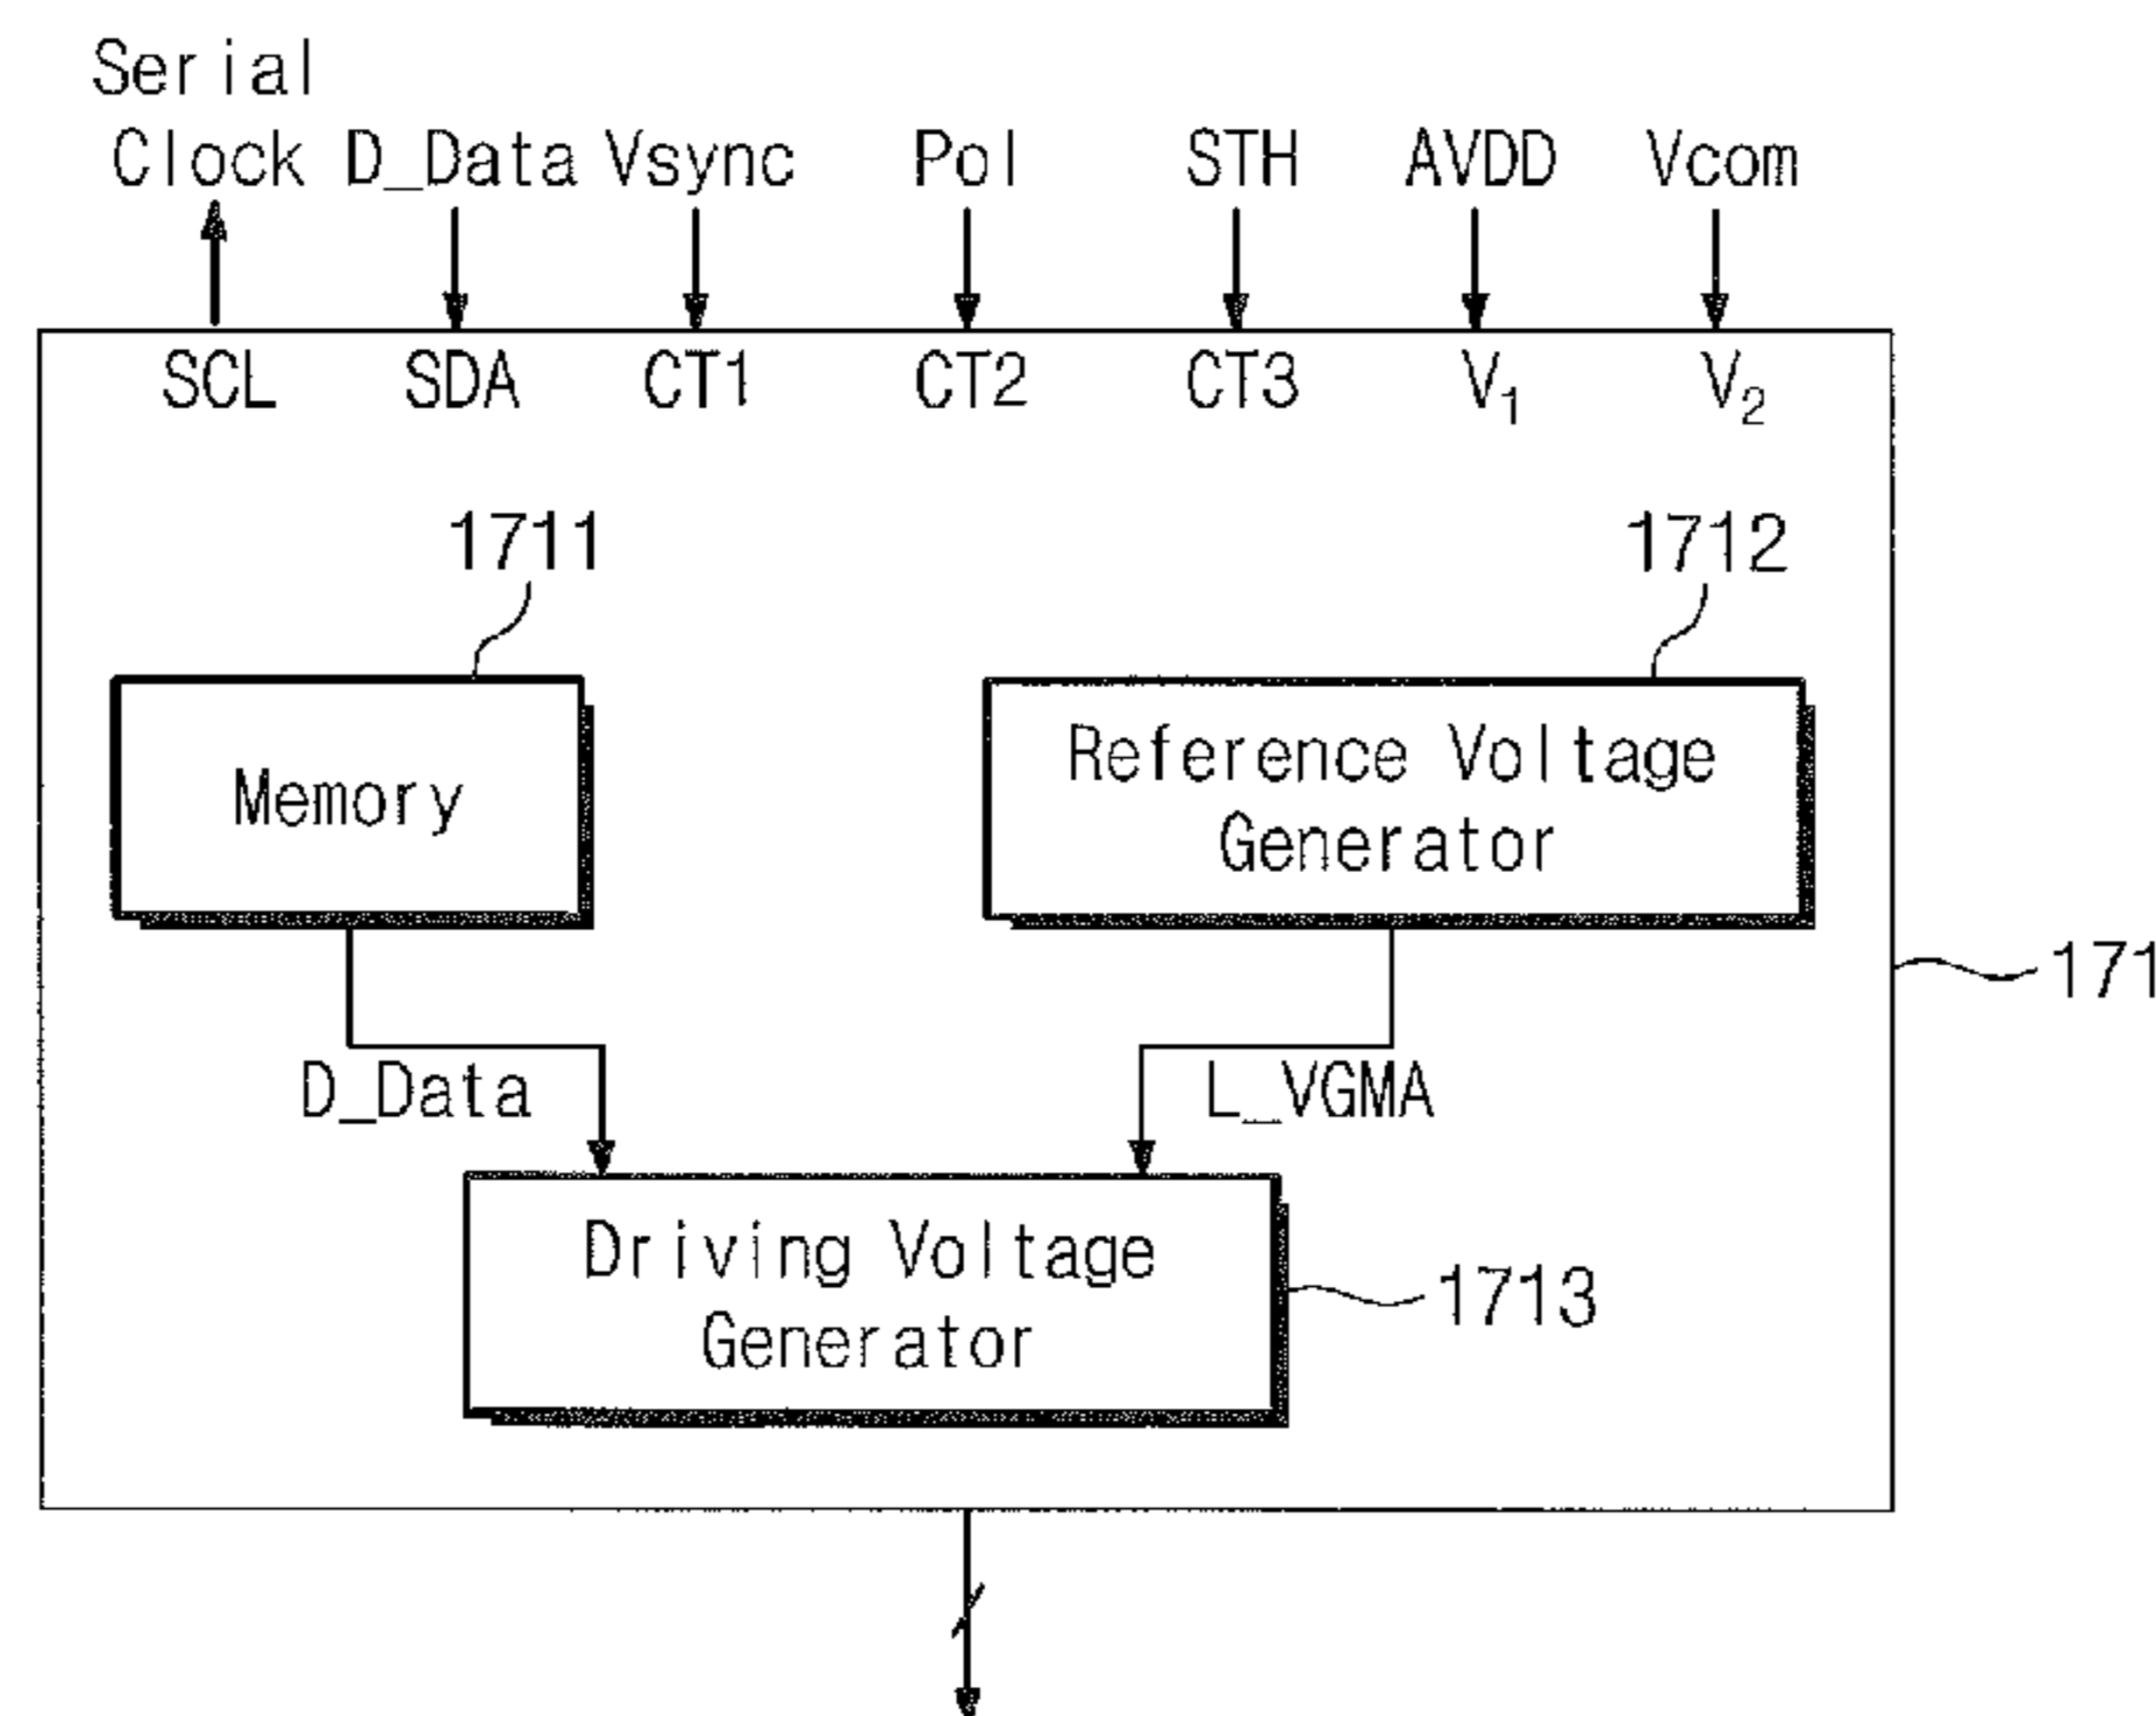 Serial
Clock D_Data Vsync Pol STH AVDD Vcom
SCL SDA CT1 CT2 CT3 V₁ V₂
1711 1712
Memory
Reference Voltage
Generator
171
D_Data L_VGMA
Driving Voltage
Generator
1713